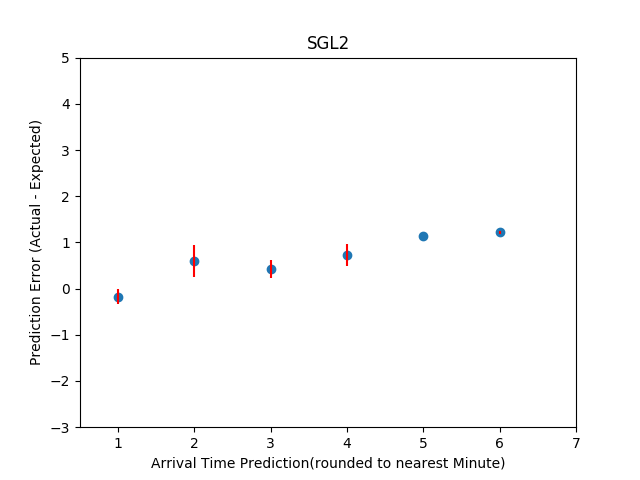 SGL2
Prediction Error (Actual - Expected)
5
4
3
2
1
0
−1
−2
−3
1 2 3 4 5 6 7
Arrival Time Prediction(rounded to nearest Minute)